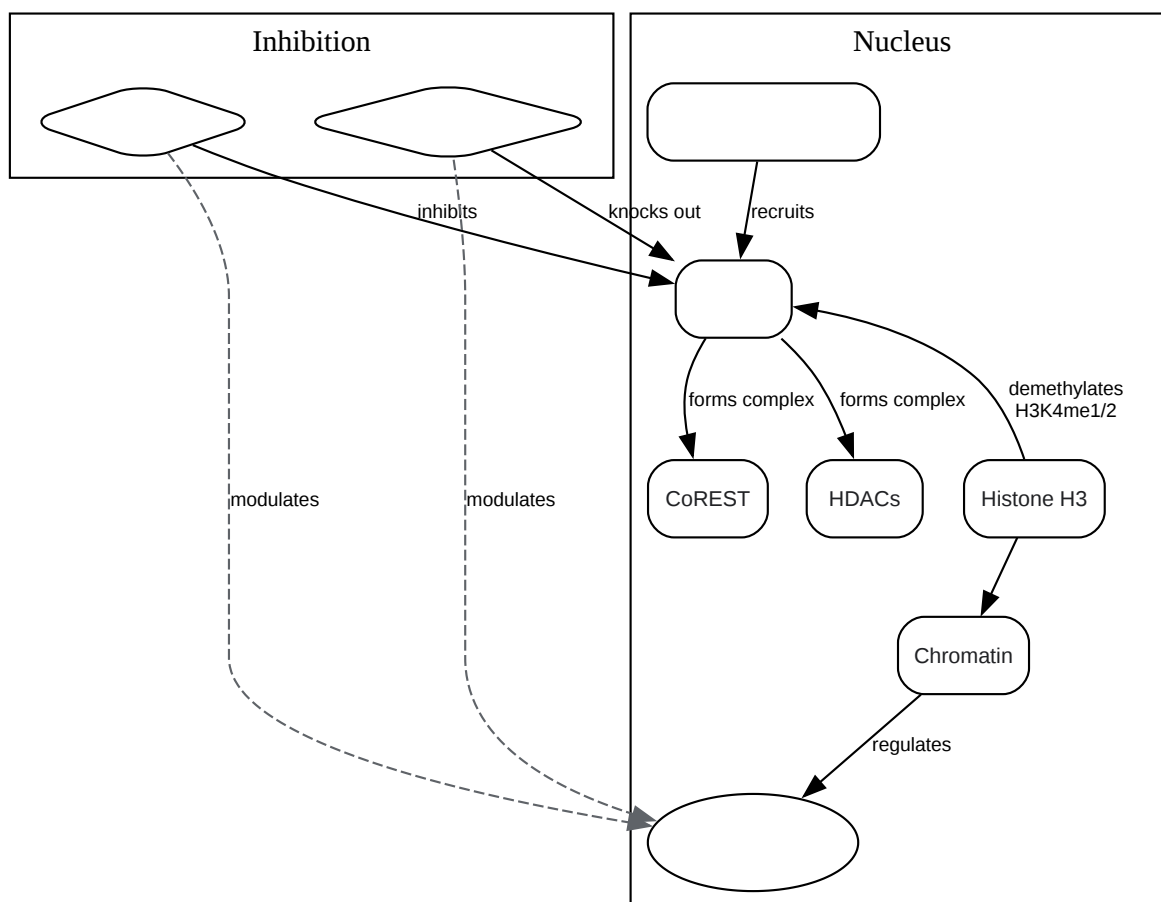 Inhibition
Nucleus
inhibits
knocks out
recruits
forms complex
forms complex
demethylates
H3K4me1/2
modulates
modulates
CoREST
HDACs
Histone H3
Chromatin
regulates